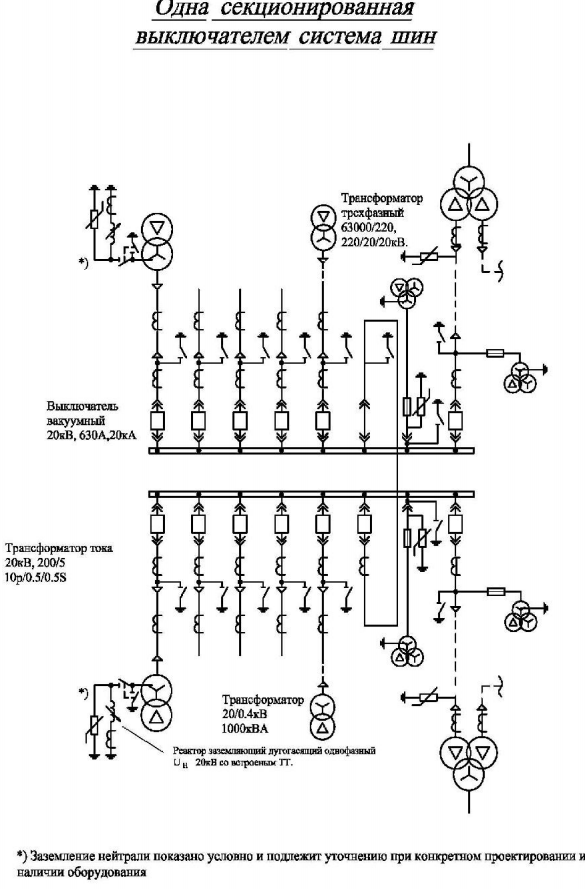 Одна секционированная
выключателем система шин
Трансформатор
трехфазный
63000/220,
220/20/20кВ.
*)
Выключатель
вакуумный
20кВ, 630А,20кА
Трансформатор тока
20кВ, 200/5
10р/0.5/0.5S
*)
Трансформатор
20/0.4кВ
1000кВА
Реактор заземляющий дугогасящий однофазный
U н 20кВ со встроеным ТТ.
*) Заземление нейтрали показано условно и подлежит уточнению при конкретном проектировании и
наличии оборудования